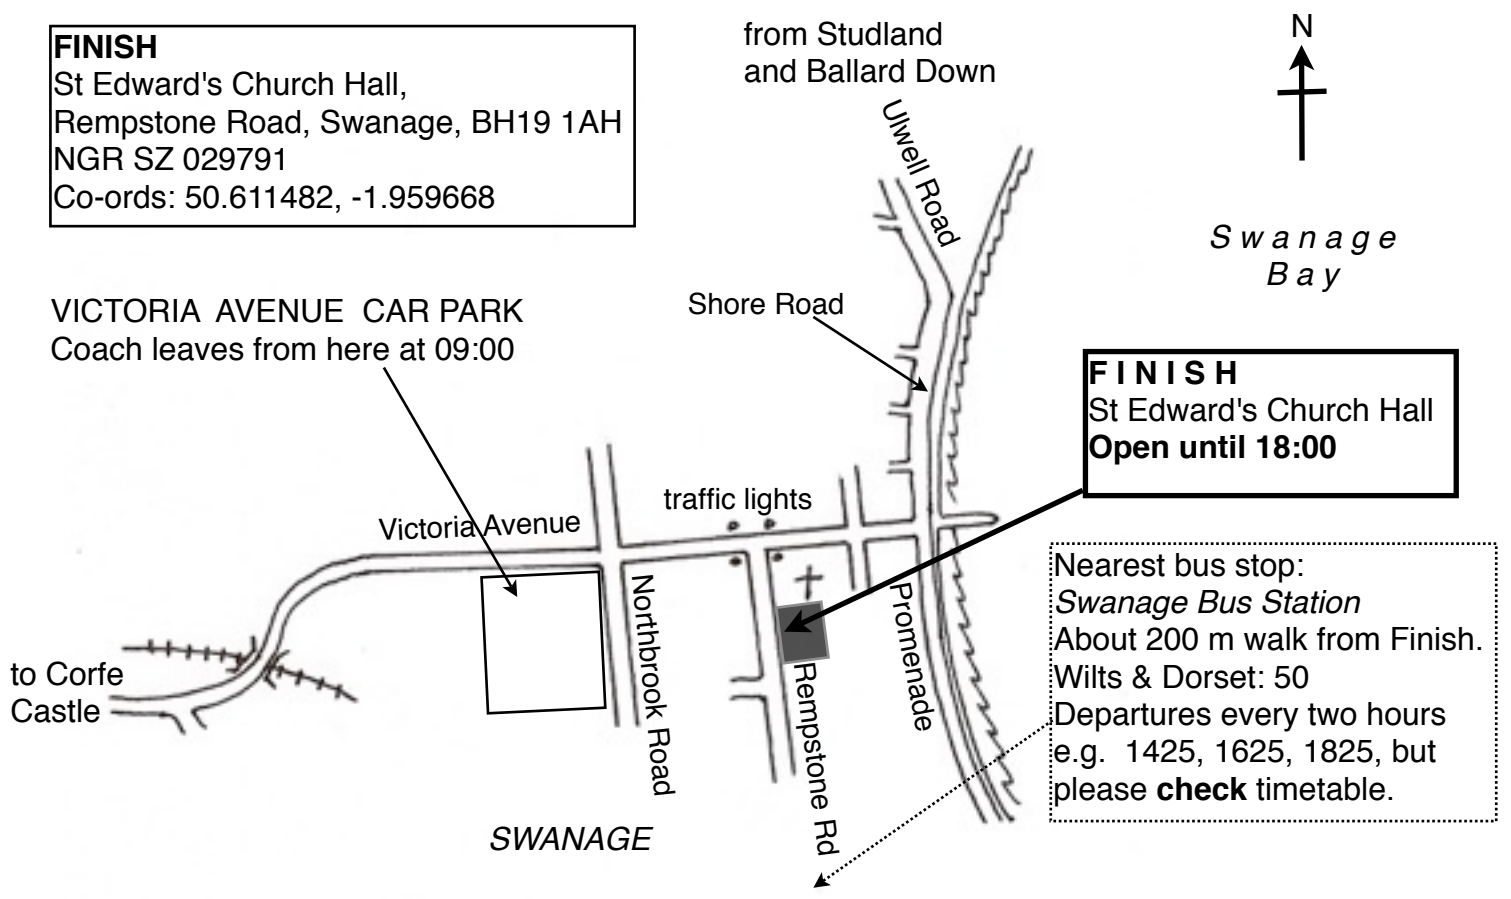 FINISH
St Edward's Church Hall,
Rempstone Road, Swanage, BH19 1AH
NGR SZ 029791
Co-ords: 50.611482, -1.959668
from Studland
and Ballard Down
N
Ulwell Road
Swanage
Bay
VICTORIA AVENUE CAR PARK
Coach leaves from here at 09:00
Shore Road
FINISH
St Edward's Church Hall
Open until 18:00
traffic lights
Victoria Avenue
Northbrook Road
Rempstone Rd
Promenade
to Corfe
Castle
Nearest bus stop:
Swanage Bus Station
About 200 m walk from Finish.
Wilts & Dorset: 50
Departures every two hours
e.g. 1425, 1625, 1825, but
please check timetable.
SWANAGE